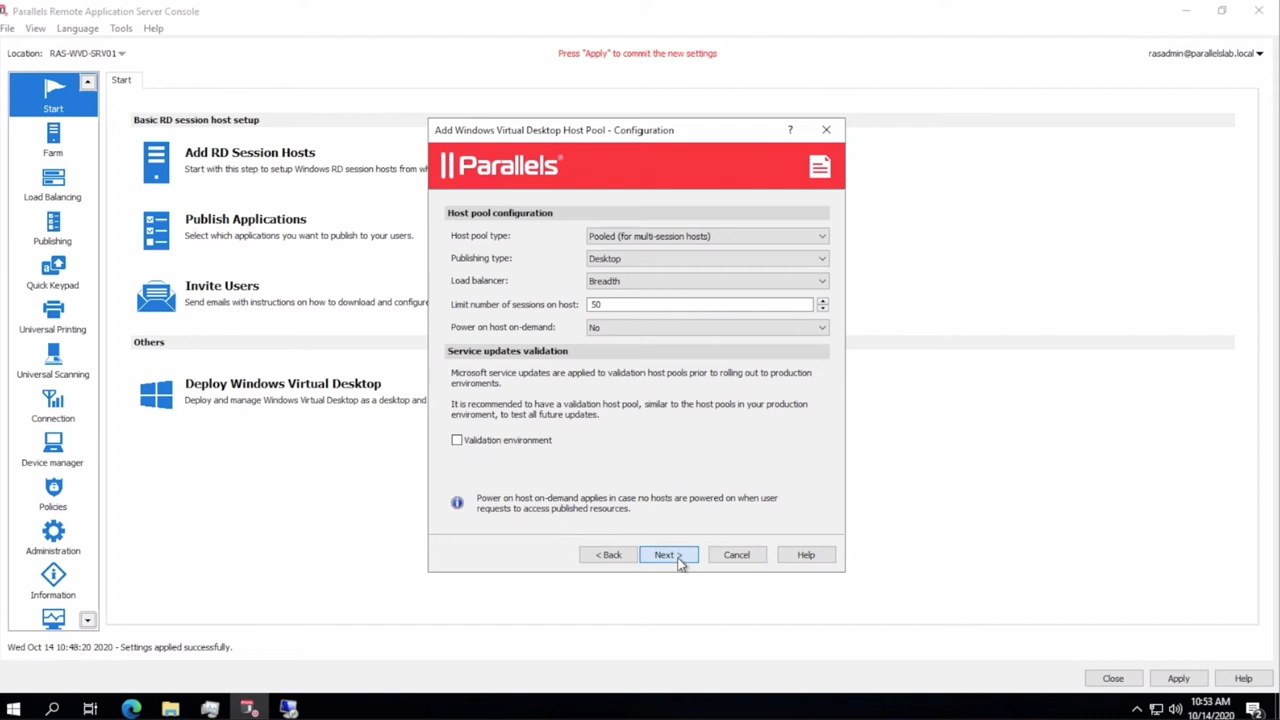 Parallels Remote Application Server Console
File View Language Tools Help
Location: RAS-WVD-SRV01
Press "Apply" to commit the new settings
rasadmin@parallelslab.local
Start
Farm
Load Balancing
Publishing
Quick Keypad
Universal Printing
Universal Scanning
Connection
Device manager
Policies
Administration
Information
Start
Basic RD session host setup
Add RD Session Hosts
Start with this step to setup Windows RD session hosts from wh
Publish Applications
Select which applications you want to publish to your users.
Invite Users
Send emails with instructions on how to download and configure
Others
Deploy Windows Virtual Desktop
Deploy and manage Windows Virtual Desktop as a desktop and
Add Windows Virtual Desktop Host Pool - Configuration
?
Parallels®
Host pool configuration
Host pool type: Pooled (for multi-session hosts)
Publishing type: Desktop
Load balancer: Breadth
Limit number of sessions on host: 50
Power on host on-demand: No
Service updates validation
Microsoft service updates are applied to validation host pools prior to rolling out to production
enviroments.
It is recommended to have a validation host pool, similar to the host pools in your production
enviroment, to test all future updates.
Validation environment
Power on host on-demand applies in case no hosts are powered on when user
requests to access published resources.
< Back Next > Cancel Help
Wed Oct 14 10:48:20 2020 - Settings applied successfully.
Close Apply Help
10:53 AM
10/14/2020
2